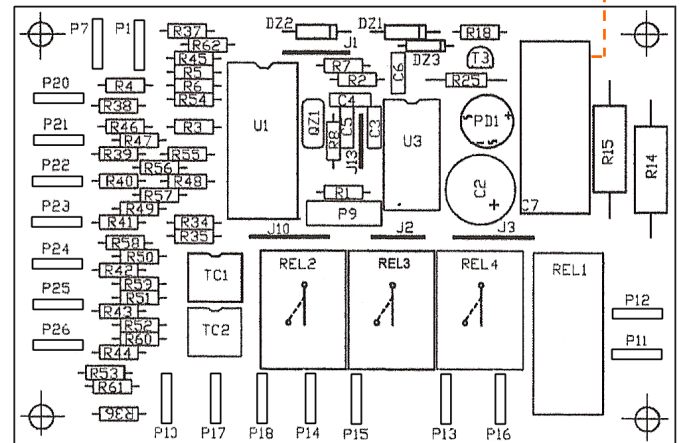 P7
P1
R37
R62
R45
R5
R6
R54
DZ2
J1
DZ1
DZ3
R18
T3
R25
R7
R2
C6
C4
P20
R4
R38
P21
R46
R47
R3
R39
R55
R56
P22
R40
R48
R57
R49
P23
R41
R34
R35
U1
QZ1
R8
C5
J13
C3
U3
PD1
C2
C7
R15
R14
R1
P9
J10
J2
J3
P24
R58
R50
R42
R59
P25
R51
R43
R52
P26
R60
R44
R53
R61
R36
TC1
TC2
REL2
REL3
REL4
REL1
P12
P11
P10
P17
P18
P14
P15
P13
P16